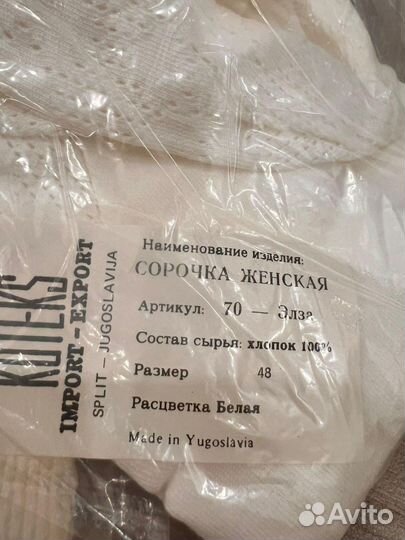 KOTEKS
IMPORT - EXPORT
SPLIT - JUGOSLAVIJA
Наименование изделия:
СОРОЧКА ЖЕНСКАЯ
Артикул: 70 — Элза
Состав сырья: хлопок 100%
Размер 48
Расцветка Белая
Made in Yugoslavia
Avito